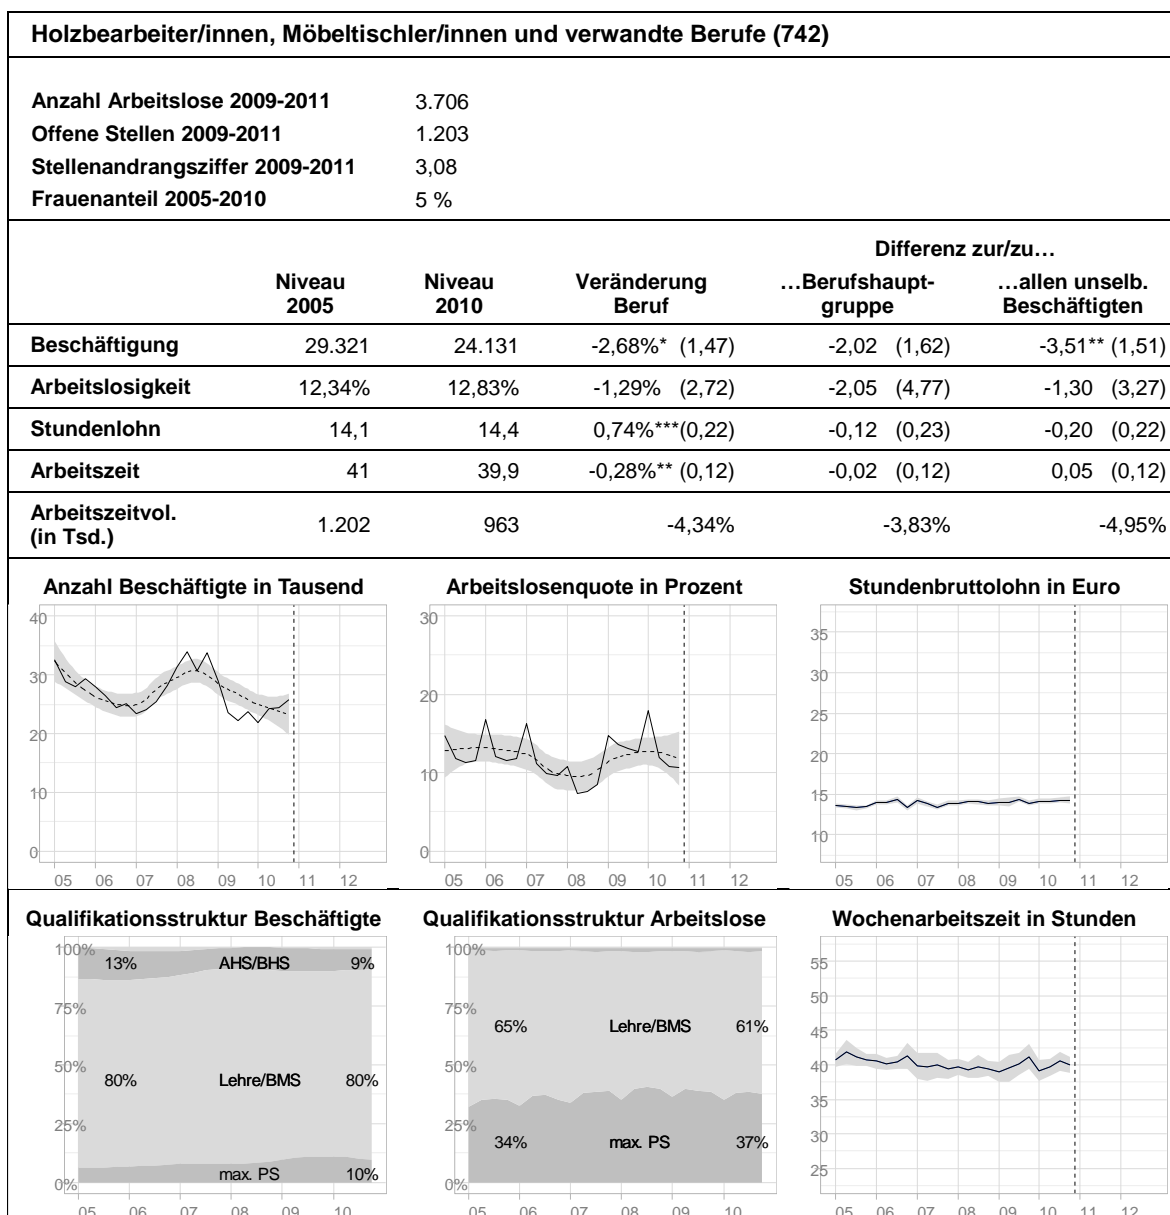 Holzbearbeiter/innen, Möbeltischler/innen und verwandte Berufe (742)
Anzahl Arbeitslose 2009-2011 3.706
Offene Stellen 2009-2011 1.203
Stellenandrangsziffer 2009-2011 3,08
Frauenanteil 2005-2010 5 %
Differenz zur/zu…
Niveau Niveau Veränderung …Berufshaupt- …allen unselb.
2005 2010 Beruf gruppe Beschäftigten
Beschäftigung 29.321 24.131 -2,68%* (1,47) -2,02 (1,62) -3,51** (1,51)
Arbeitslosigkeit 12,34% 12,83% -1,29% (2,72) -2,05 (4,77) -1,30 (3,27)
Stundenlohn 14,1 14,4 0,74%***(0,22) -0,12 (0,23) -0,20 (0,22)
Arbeitszeit 41 39,9 -0,28%** (0,12) -0,02 (0,12) 0,05 (0,12)
Arbeitszeitvol.
(in Tsd.) 1.202 963 -4,34% -3,83% -4,95%
Anzahl Beschäftigte in Tausend
40
30
20
10
0
05 06 07 08 09 10 11 12
Arbeitslosenquote in Prozent
30
20
10
0
05 06 07 08 09 10 11 12
Stundenbruttolohn in Euro
35
30
25
20
15
10
05 06 07 08 09 10 11 12
Qualifikationsstruktur Beschäftigte
100%
13% AHS/BHS 9%
75%
50%
80% Lehre/BMS 80%
25%
max. PS 10%
0%
05 06 07 08 09 10
Qualifikationsstruktur Arbeitslose
100%
75%
65% Lehre/BMS 61%
50%
25%
34% max. PS 37%
0%
05 06 07 08 09 10
Wochenarbeitszeit in Stunden
55
50
45
40
35
30
25
05 06 07 08 09 10 11 12